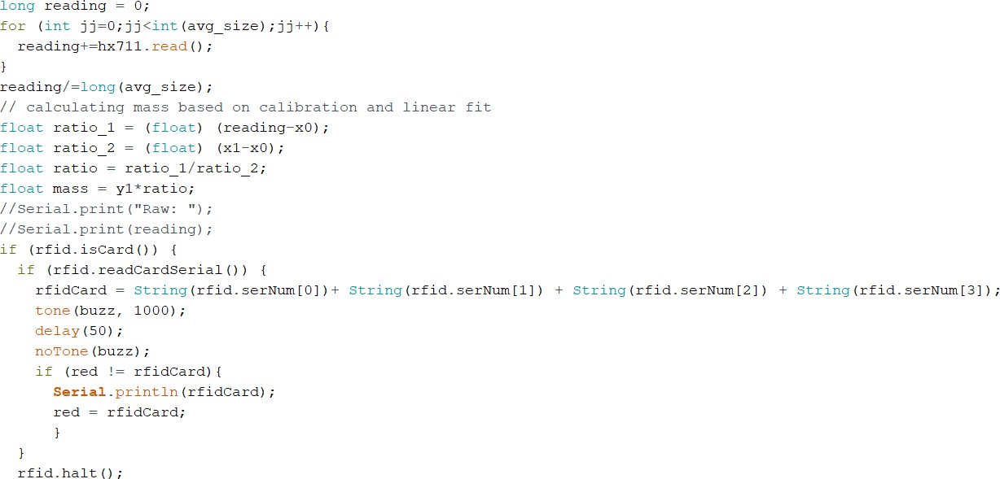 long reading = 0;
for (int jj=0;jj<int(avg_size);jj++){
  reading+=hx711.read();
}
reading/=long(avg_size);
// calculating mass based on calibration and linear fit
float ratio_1 = (float) (reading-x0);
float ratio_2 = (float) (x1-x0);
float ratio = ratio_1/ratio_2;
float mass = y1*ratio;
//Serial.print("Raw: ");
//Serial.print(reading);
if (rfid.isCard()) {
  if (rfid.readCardSerial()) {
    rfidCard = String(rfid.serNum[0])+ String(rfid.serNum[1]) + String(rfid.serNum[2]) + String(rfid.serNum[3]);
    tone(buzz, 1000);
    delay(50);
    noTone(buzz);
    if (red != rfidCard){
      Serial.println(rfidCard);
      red = rfidCard;
      }
  }
  rfid.halt();